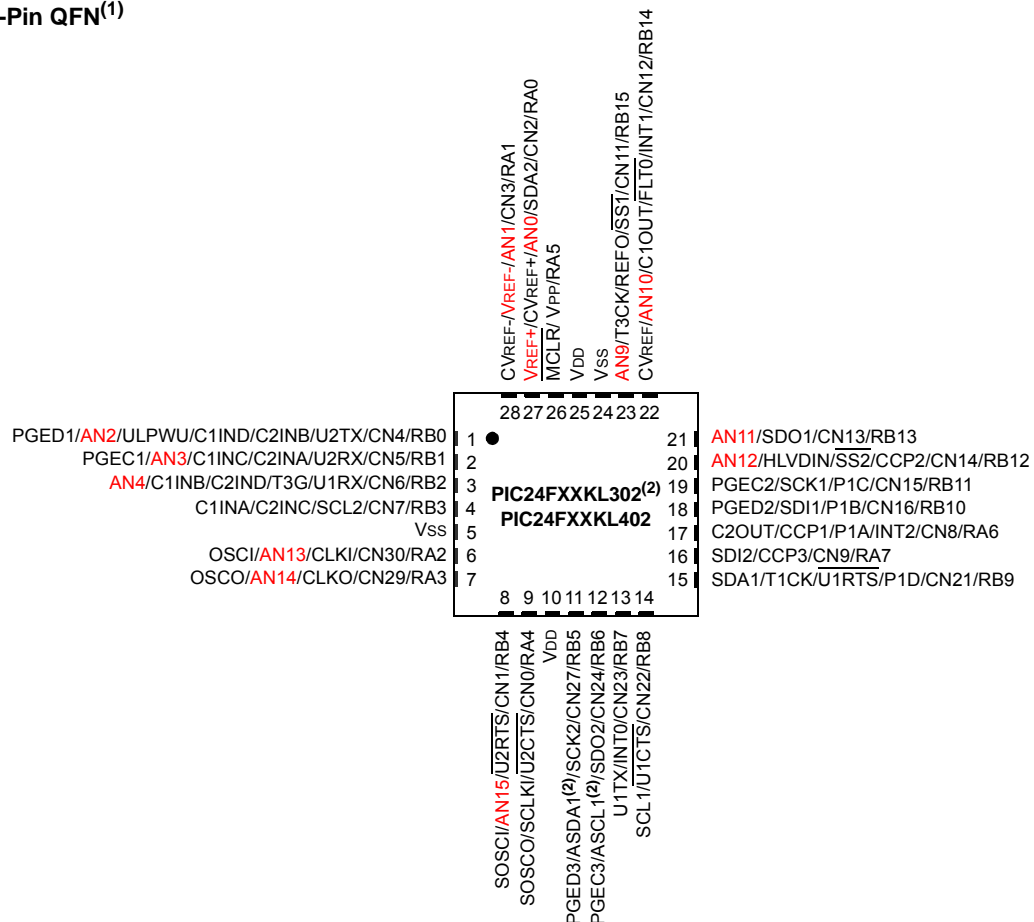 -Pin QFN(1)
CVREF-/VREF-/AN1/CN3/RA1
VREF+/CVREF+/AN0/SDA2/CN2/RA0
MCLR/ VPP/RA5
VDD
VSS
AN9/T3CK/REFO/SS1/CN11/RB15
CVREF/AN10/C1OUT/FLT0/INT1/CN12/RB14
28 27 26 25 24 23 22
PGED1/AN2/ULPWU/C1IND/C2INB/U2TX/CN4/RB0 1
PGEC1/AN3/C1INC/C2INA/U2RX/CN5/RB1 2
AN4/C1INB/C2IND/T3G/U1RX/CN6/RB2 3
C1INA/C2INC/SCL2/CN7/RB3 4
VSS 5
OSCI/AN13/CLKI/CN30/RA2 6
OSCO/AN14/CLKO/CN29/RA3 7
PIC24FXXKL302(2)
PIC24FXXKL402
21 AN11/SDO1/CN13/RB13
20 AN12/HLVDIN/SS2/CCP2/CN14/RB12
19 PGEC2/SCK1/P1C/CN15/RB11
18 PGED2/SDI1/P1B/CN16/RB10
17 C2OUT/CCP1/P1A/INT2/CN8/RA6
16 SDI2/CCP3/CN9/RA7
15 SDA1/T1CK/U1RTS/P1D/CN21/RB9
8 9 10 11 12 13 14
SOSCI/AN15/U2RTS/CN1/RB4
SOSCO/SCLKI/U2CTS/CN0/RA4
VDD
PGED3/ASDA1(2)/SCK2/CN27/RB5
PGEC3/ASCL1(2)/SDO2/CN24/RB6
U1TX/INT0/CN23/RB7
SCL1/U1CTS/CN22/RB8